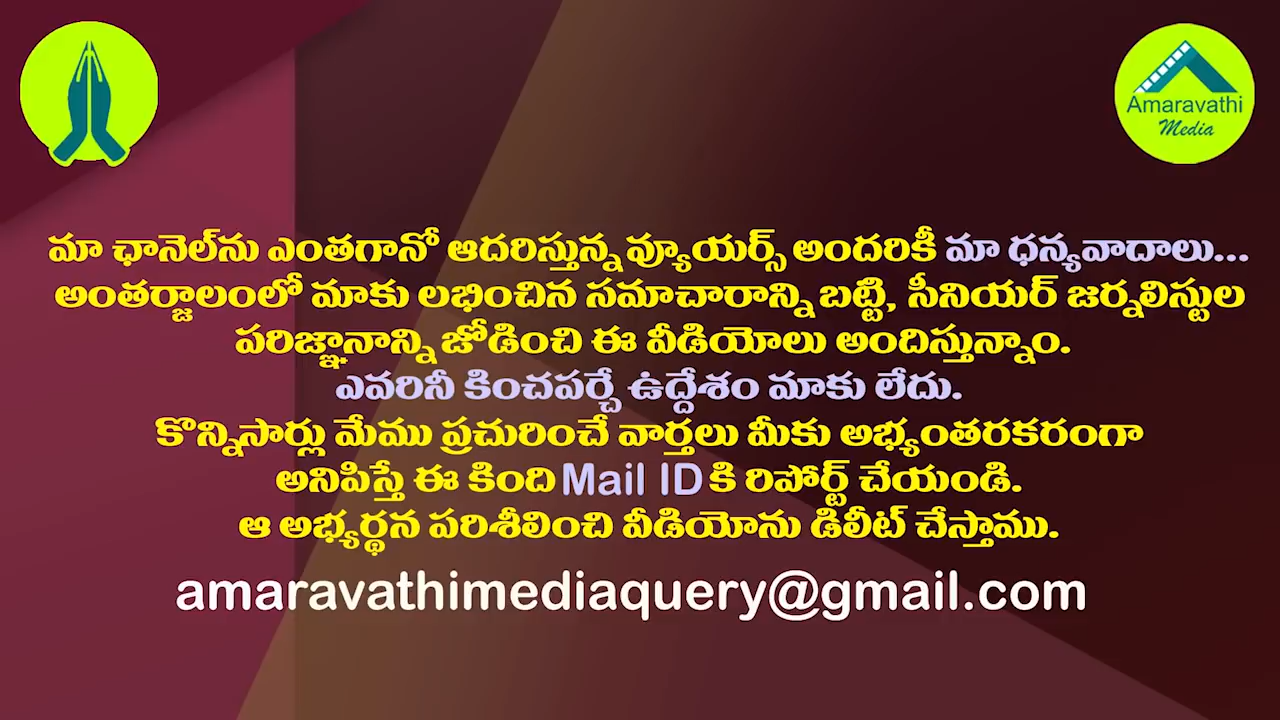 Amaravathi
Media
మా ఛానెల్‌ను ఎంతగానో ఆదరిస్తున్న వ్యూయర్స్ అందరికీ మా ధన్యవాదాలు...
అంతర్జాలంలో మాకు లభించిన సమాచారాన్ని బట్టి, సీనియర్ జర్నలిస్టుల
పరిజ్ఞానాన్ని జోడించి ఈ వీడియోలు అందిస్తున్నాం.
ఎవరినీ కించపర్చే ఉద్దేశం మాకు లేదు.
కొన్నిసార్లు మేము ప్రచురించే వార్తలు మీకు అభ్యంతరకరంగా
అనిపిస్తే ఈ కింది Mail ID కి రిపోర్ట్ చేయండి.
ఆ అభ్యర్థన పరిశీలించి వీడియోను డిలీట్ చేస్తాము.
amaravathimediaquery@gmail.com